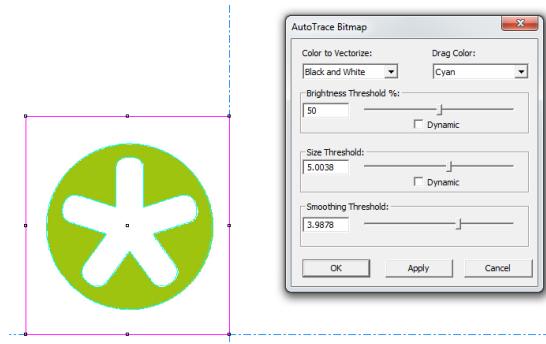 AutoTrace Bitmap
Color to Vectorize: Drag Color:
Black and White Cyan
Brightness Threshold %:
50
Dynamic
Size Threshold:
5.0038
Dynamic
Smoothing Threshold:
3.9878
OK Apply Cancel